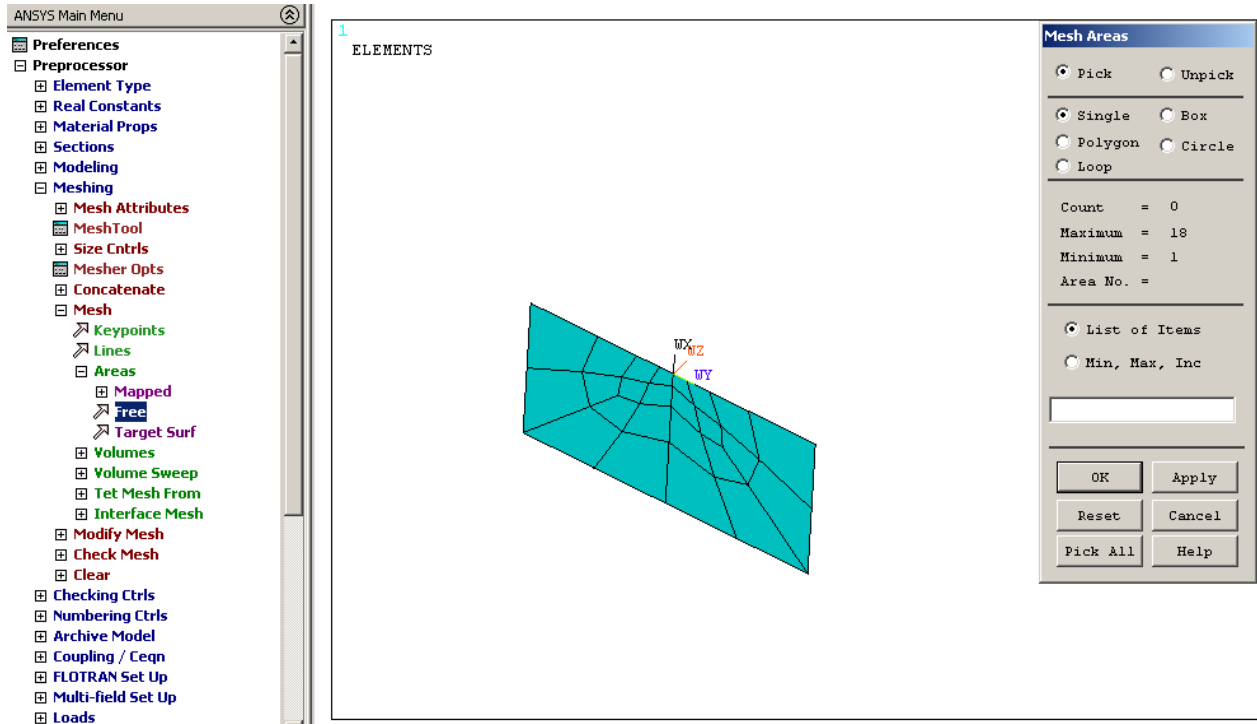 ANSYS Main Menu
Preferences
Preprocessor
Element Type
Real Constants
Material Props
Sections
Modeling
Meshing
Mesh Attributes
MeshTool
Size Cntrls
Mesher Opts
Concatenate
Mesh
Keypoints
Lines
Areas
Mapped
Free
Target Surf
Volumes
Volume Sweep
Tet Mesh From
Interface Mesh
Modify Mesh
Check Mesh
Clear
Checking Ctrls
Numbering Ctrls
Archive Model
Coupling / Ceqn
FLOTRAN Set Up
Multi-field Set Up
Loads
1
ELEMENTS
WX
WZ
WY
Mesh Areas
Pick Unpick
Single Box
Polygon Circle
Loop
Count = 0
Maximum = 18
Minimum = 1
Area No. =
List of Items
Min, Max, Inc
OK Apply
Reset Cancel
Pick All Help